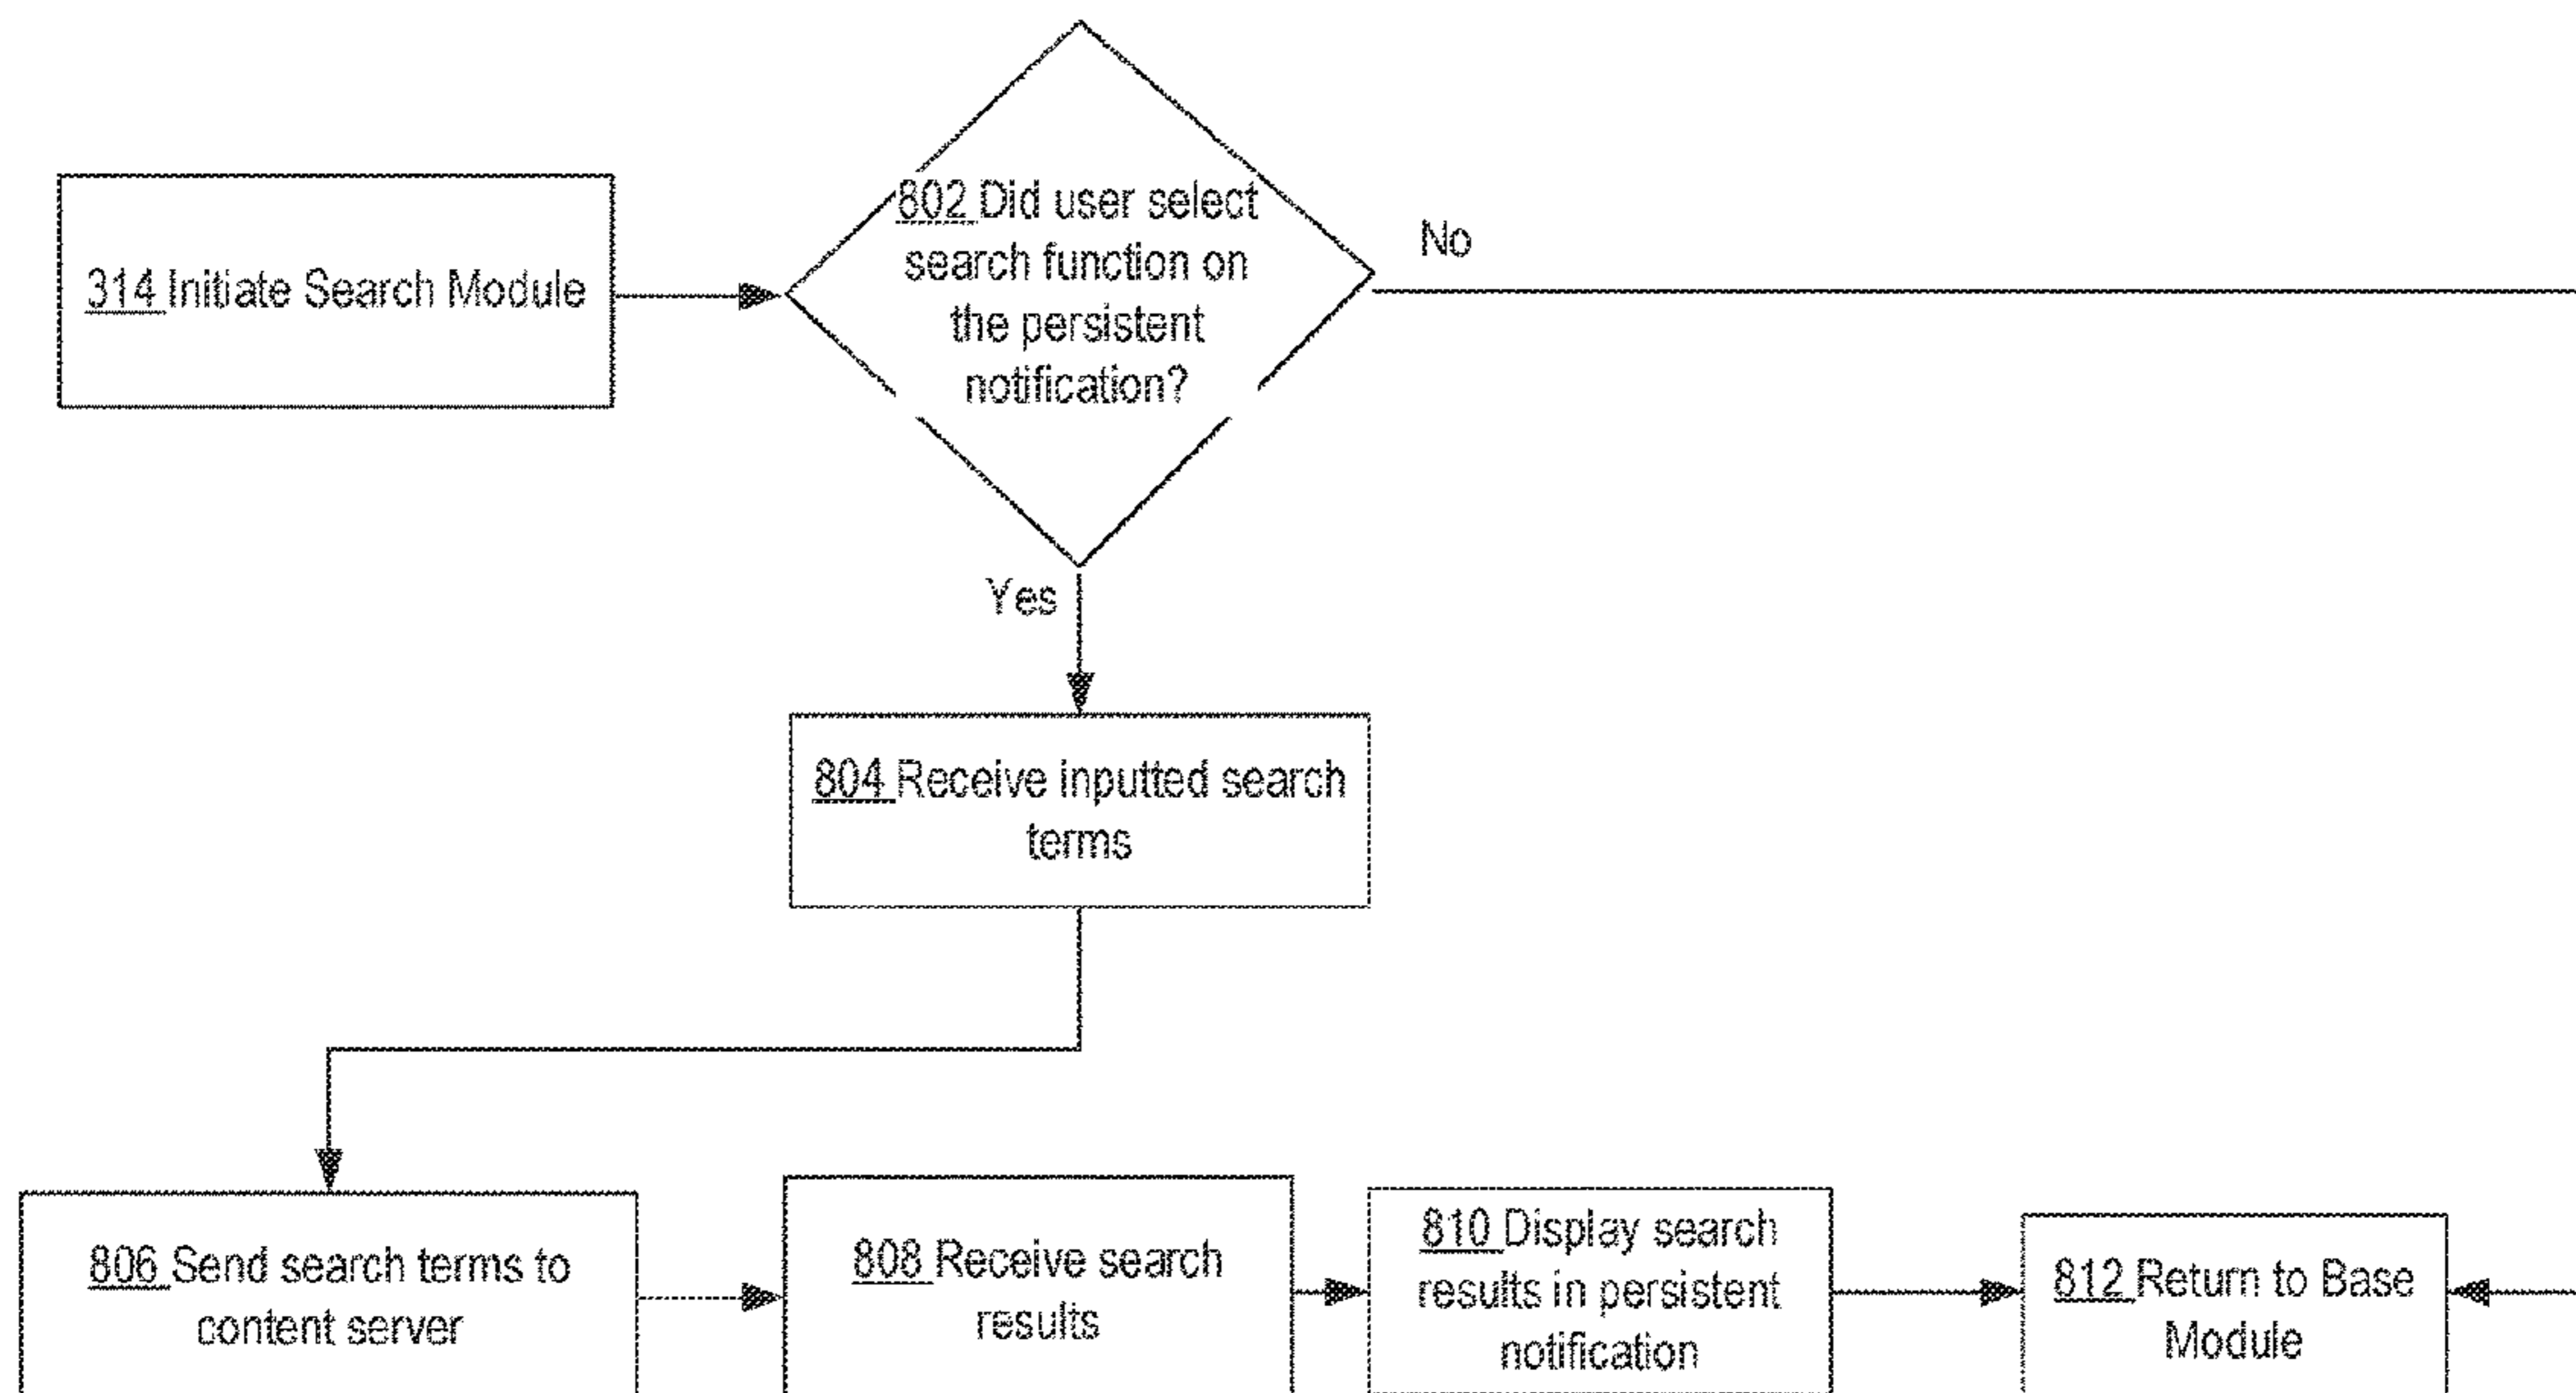 314 Initiate Search Module
802 Did user select
search function on
the persistent
notification?
No
Yes
804 Receive inputted search
terms
806 Send search terms to
content server
808 Receive search
results
810 Display search
results in persistent
notification
812 Return to Base
Module